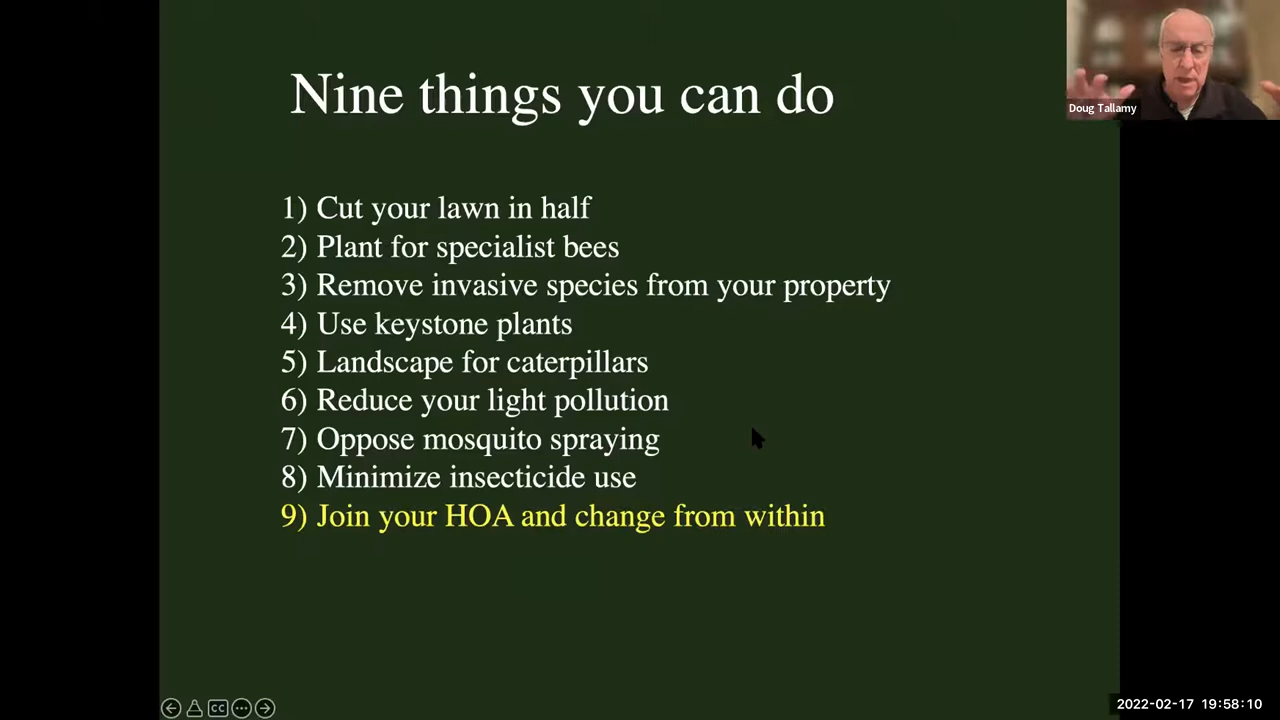 Nine things you can do
Doug Tallamy
1) Cut your lawn in half
2) Plant for specialist bees
3) Remove invasive species from your property
4) Use keystone plants
5) Landscape for caterpillars
6) Reduce your light pollution
7) Oppose mosquito spraying
8) Minimize insecticide use
9) Join your HOA and change from within
CC
2022-02-17 19:58:10